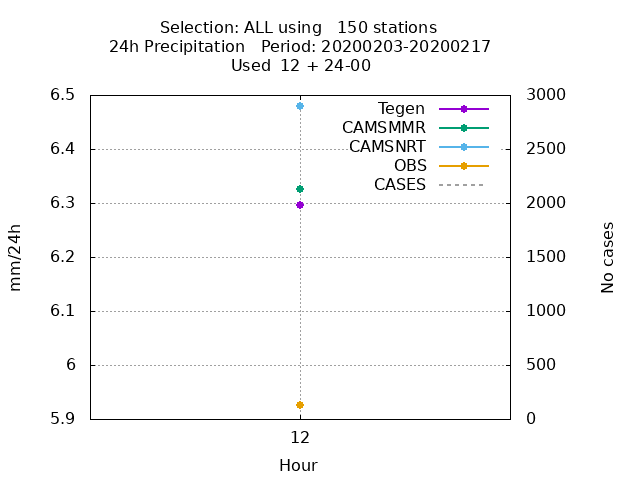 Selection: ALL using   150 stations
24h Precipitation   Period: 20200203-20200217
Used  12 + 24-00
6.5
6.4
6.3
6.2
6.1
6
5.9
mm/24h
Tegen
CAMSMMR
CAMSNRT
OBS
CASES
3000
2500
2000
1500
1000
500
0
No cases
12
Hour